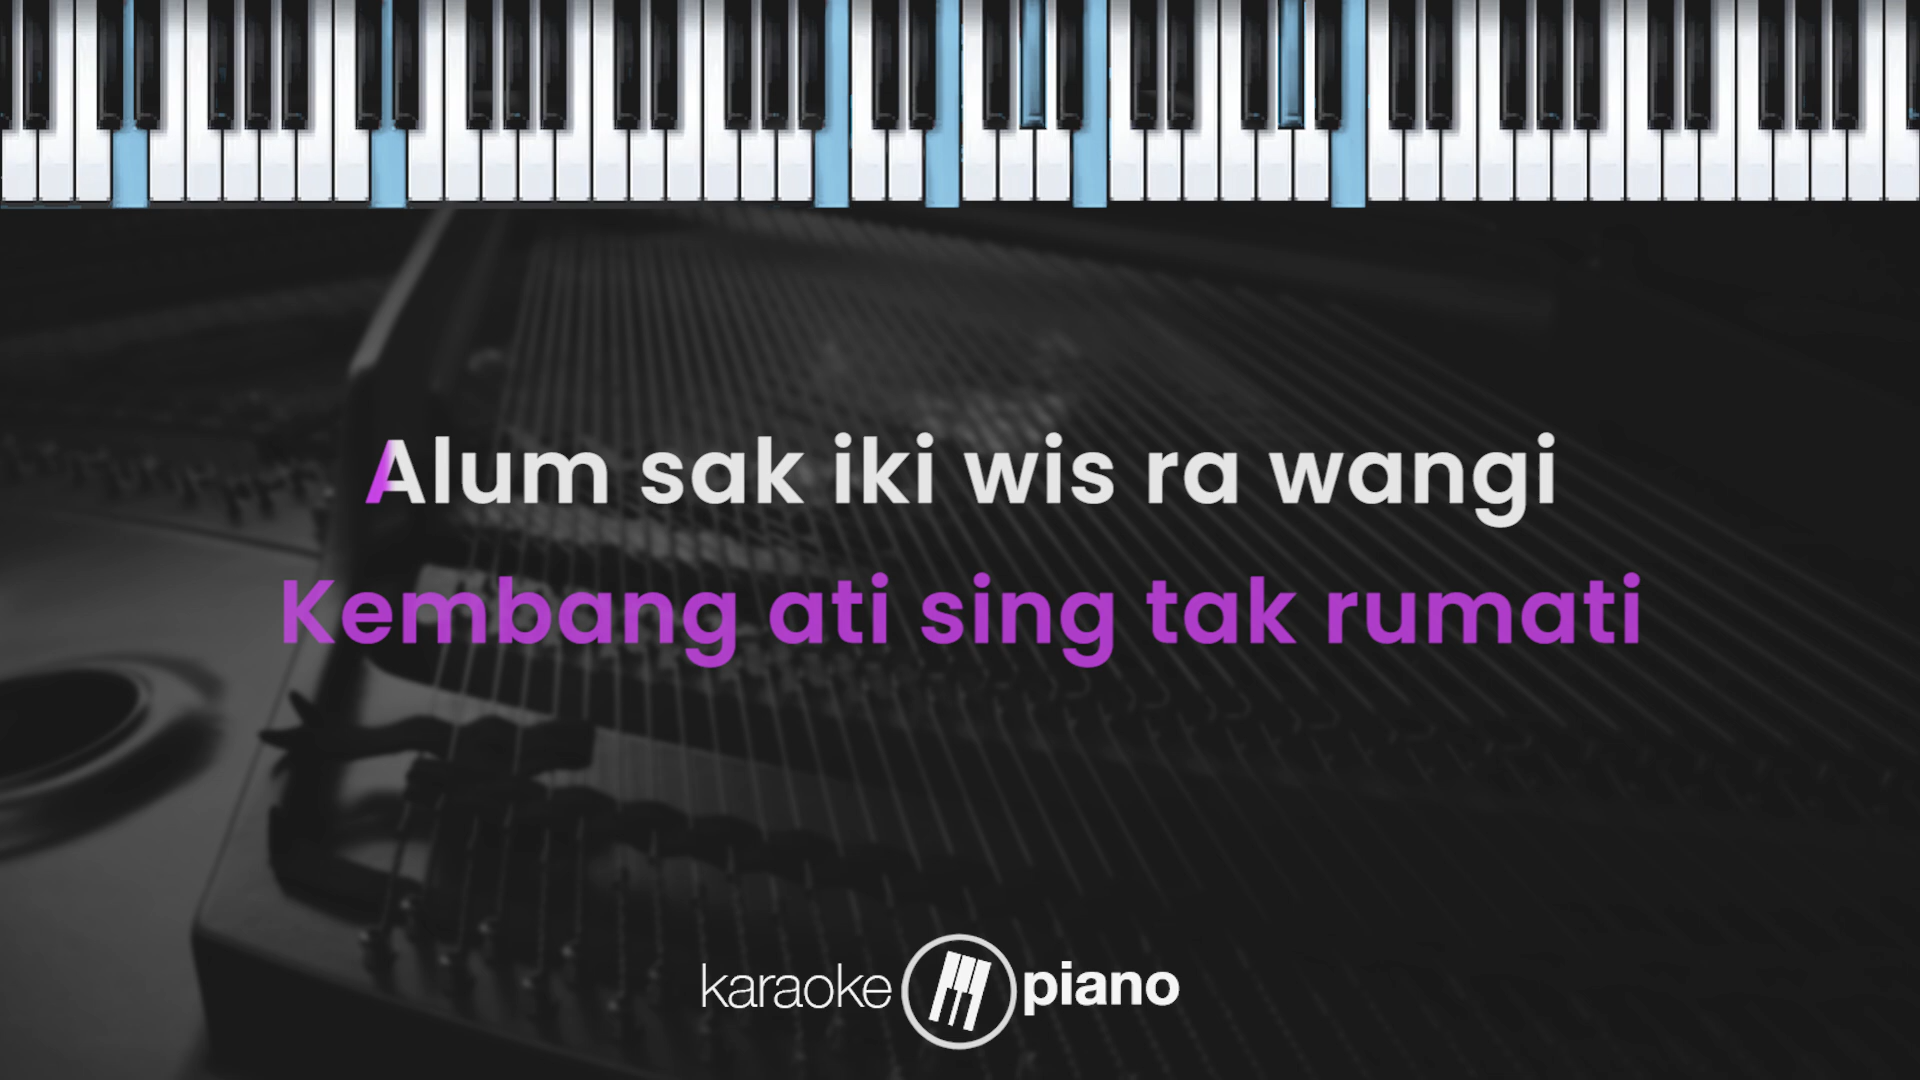 Alum sak iki wis ra wangi
Kembang ati sing tak rumati
karaoke piano